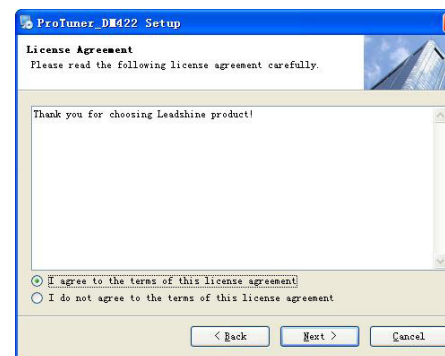 ProTuner_DM422 Setup
License Agreement
Please read the following license agreement carefully.
Thank you for choosing Leadshine product!
I agree to the terms of this license agreement
I do not agree to the terms of this license agreement
< Back Next > Cancel